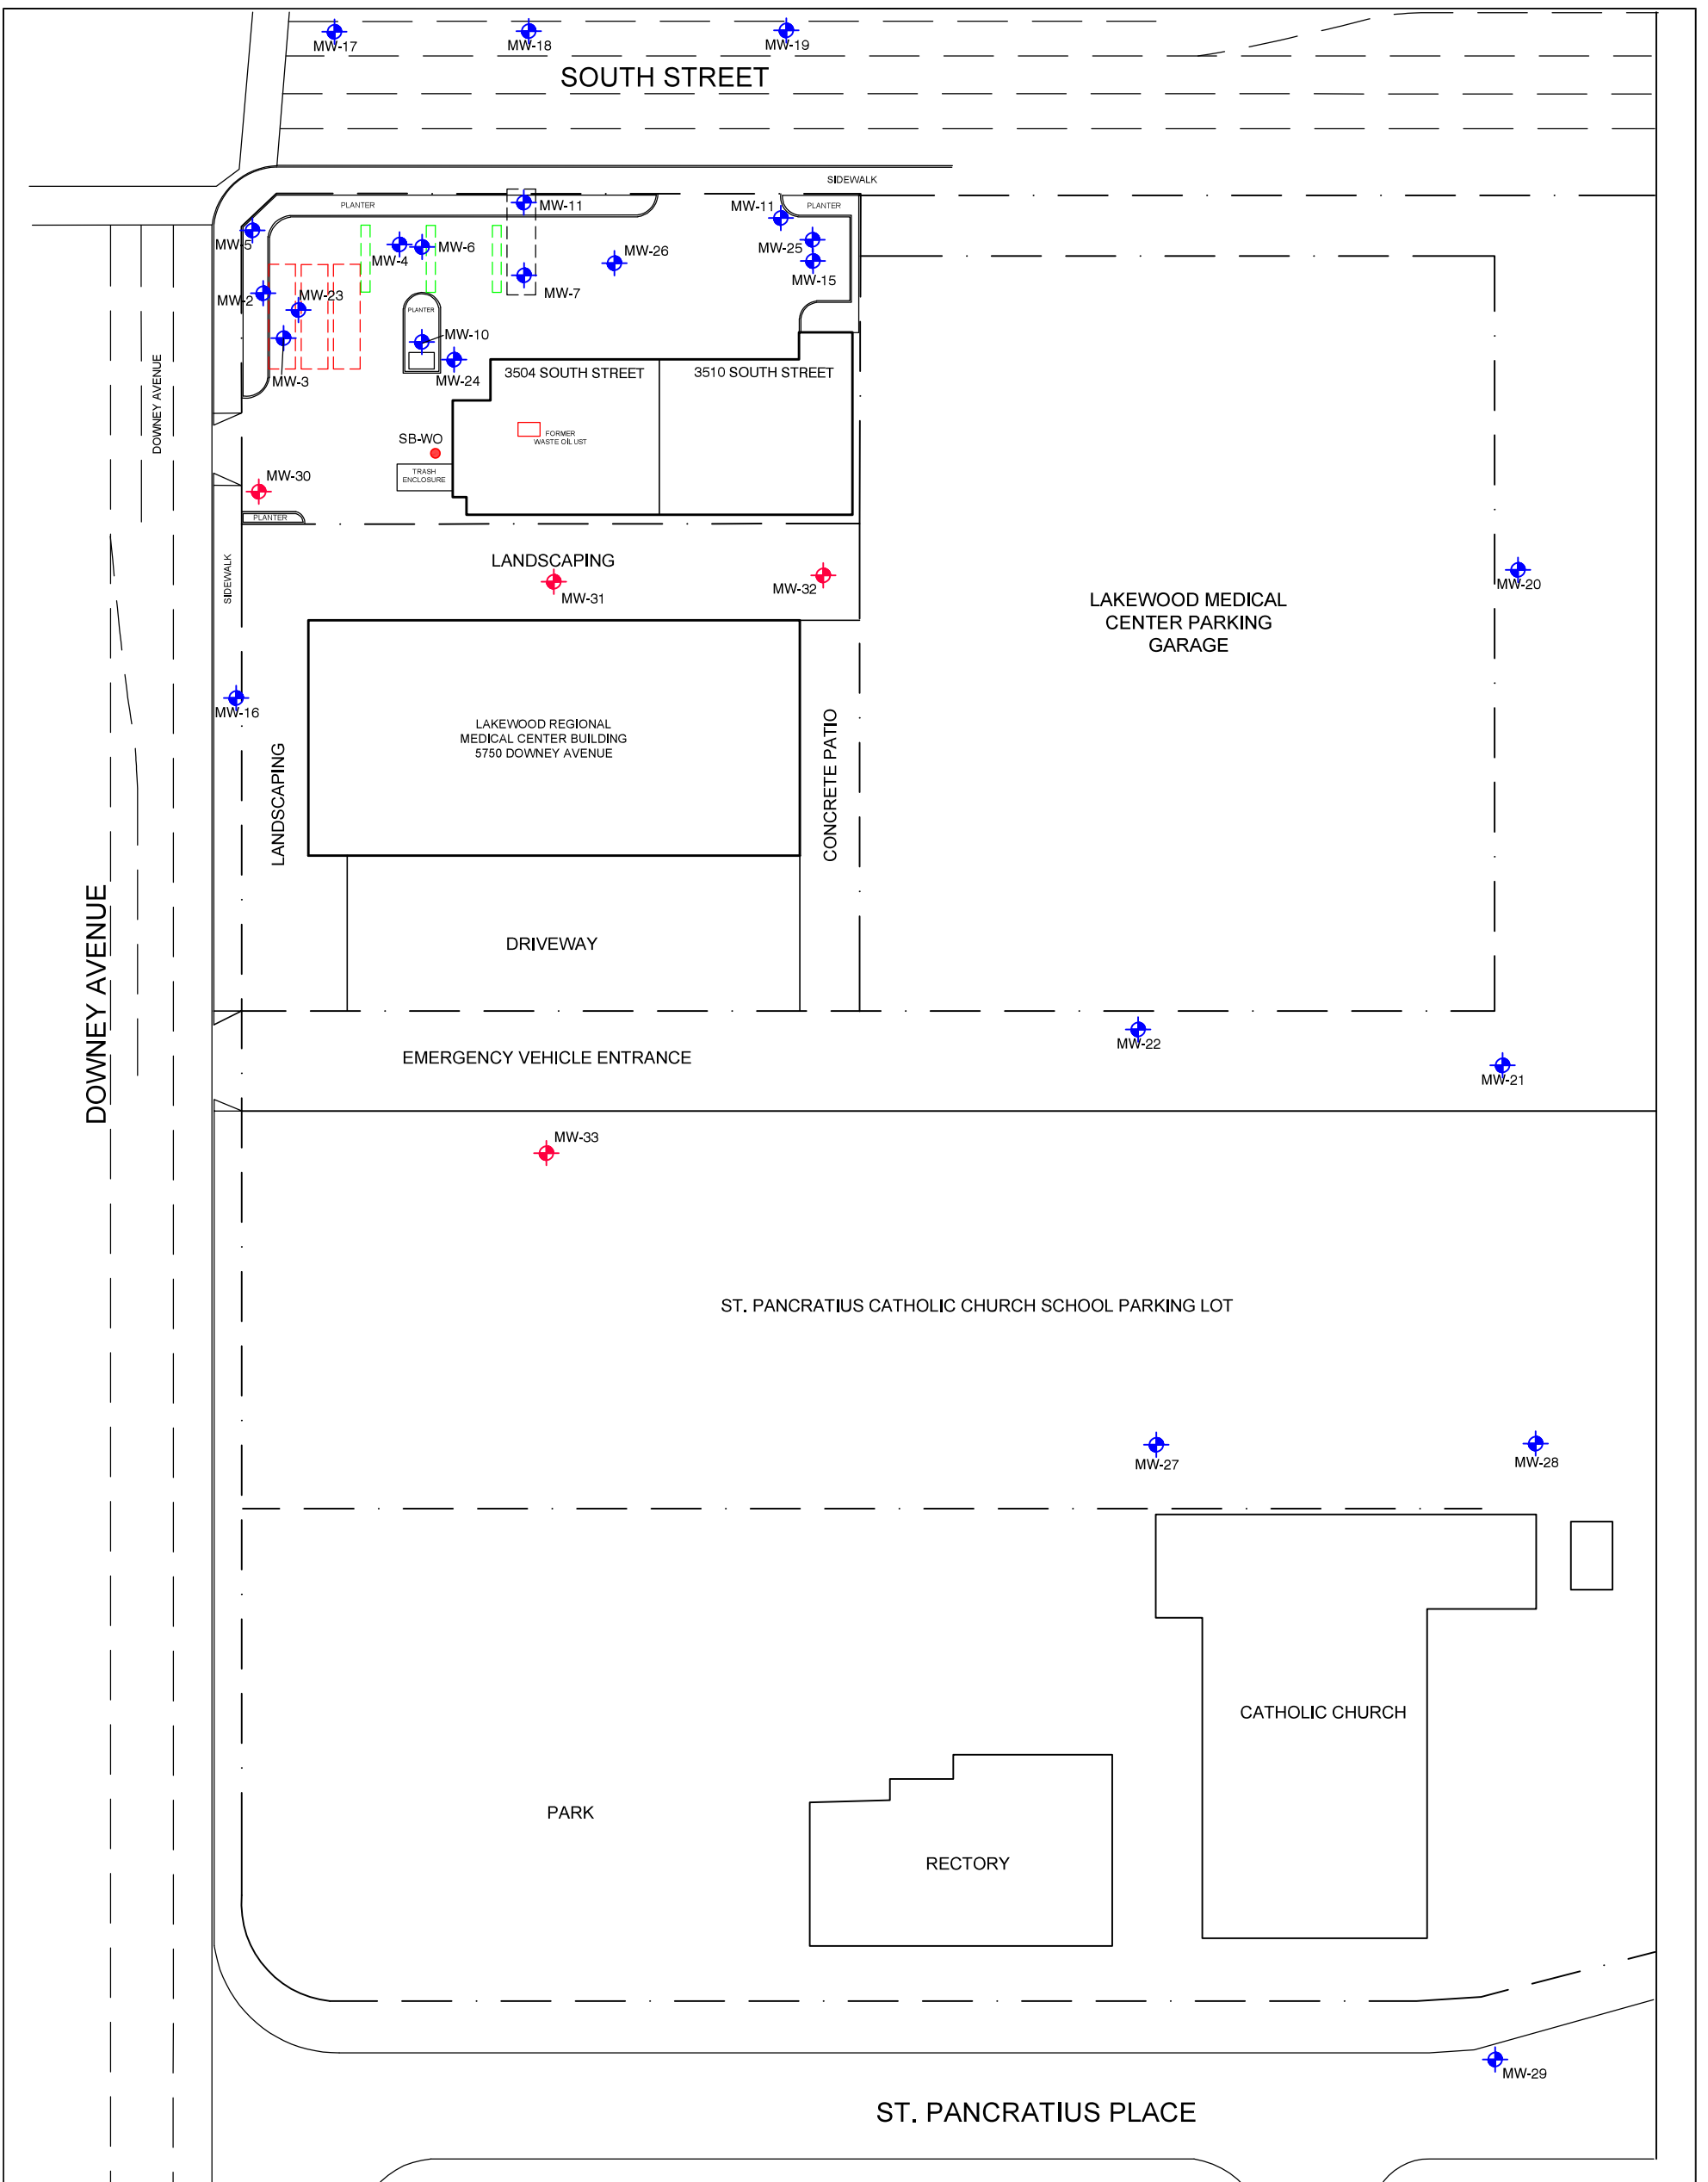 MW-17
MW-18
MW-19
SOUTH STREET
SIDEWALK
PLANTER
MW-11
MW-11
PLANTER
MW-5
MW-4
MW-6
MW-26
MW-25
MW-15
MW-2
MW-23
MW-7
PLANTER
MW-10
MW-3
MW-24
3504 SOUTH STREET
3510 SOUTH STREET
DOWNEY AVENUE
SB-WO
FORMER
WASTE OIL UST
TRASH
ENCLOSURE
MW-30
PLANTER
SIDEWALK
LANDSCAPING
MW-31
MW-32
MW-20
LAKEWOOD MEDICAL
CENTER PARKING
GARAGE
MW-16
LAKEWOOD REGIONAL
MEDICAL CENTER BUILDING
5750 DOWNEY AVENUE
LANDSCAPING
CONCRETE PATIO
DRIVEWAY
DOWNEY AVENUE
EMERGENCY VEHICLE ENTRANCE
MW-22
MW-21
MW-33
ST. PANCRATIUS CATHOLIC CHURCH SCHOOL PARKING LOT
MW-27
MW-28
CATHOLIC CHURCH
PARK
RECTORY
MW-29
ST. PANCRATIUS PLACE